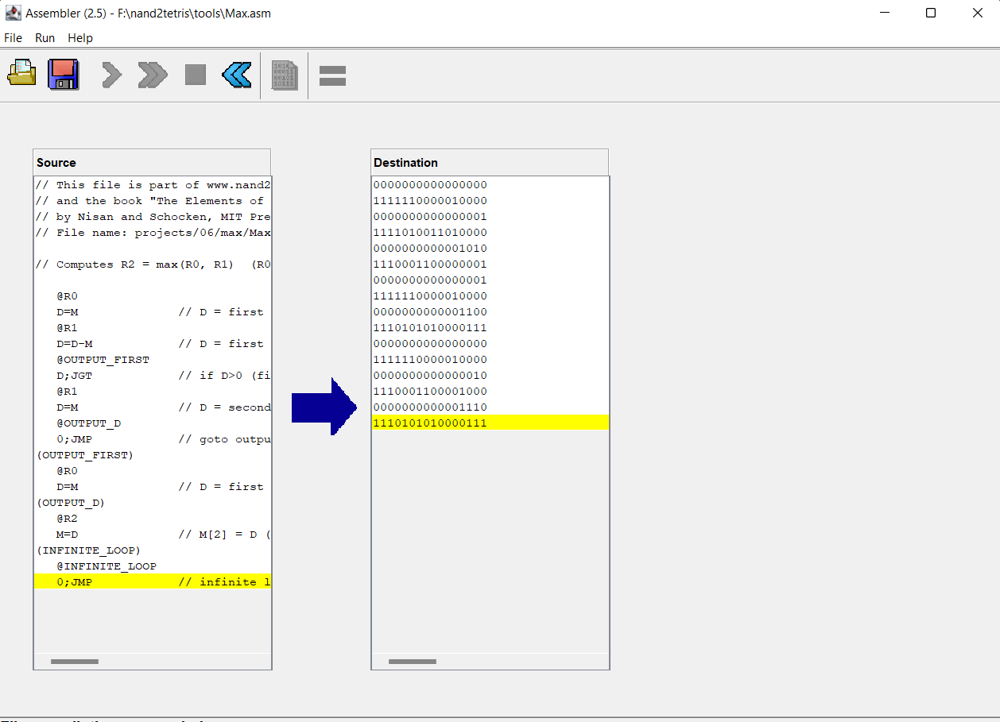 Assembler (2.5) - F:\nand2tetris\tools\Max.asm
File Run Help
Source
// This file is part of www.nand2
// and the book "The Elements of
// by Nisan and Schocken, MIT Pre
// File name: projects/06/max/Max
// Computes R2 = max(R0, R1)  (R0
@R0
D=M // D = first
@R1
D=D-M // D = first
@OUTPUT_FIRST
D;JGT // if D>0 (fi
@R1
D=M // D = second
@OUTPUT_D
0;JMP // goto outpu
(OUTPUT_FIRST)
@R0
D=M // D = first
(OUTPUT_D)
@R2
M=D // M[2] = D (
(INFINITE_LOOP)
@INFINITE_LOOP
0;JMP // infinite l
Destination
0000000000000000
1111110000010000
0000000000000001
1111010011010000
0000000000001010
1110001100000001
0000000000000001
1111110000010000
0000000000001100
1110101010000111
0000000000000000
1111110000010000
0000000000000010
1110001100001000
0000000000001110
1110101010000111